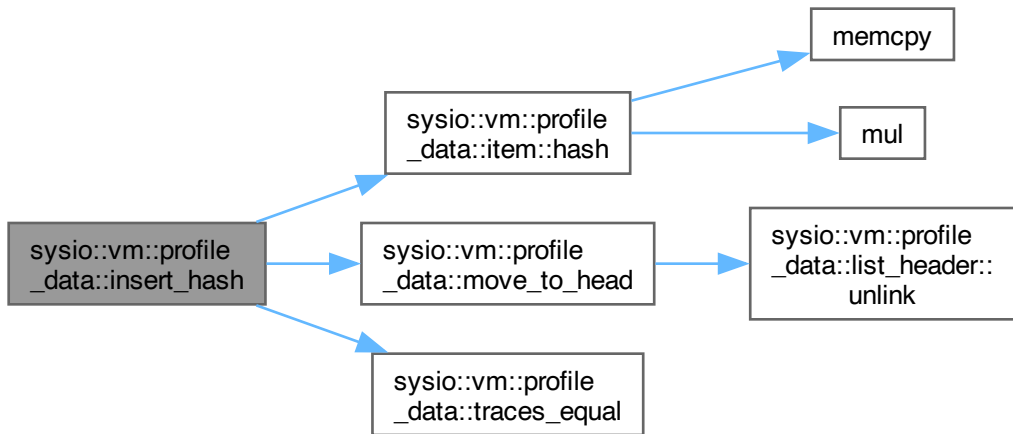 memcpy
sysio::vm::profile
_data::item::hash
mul
sysio::vm::profile
_data::insert_hash
sysio::vm::profile
_data::move_to_head
sysio::vm::profile
_data::list_header::
unlink
sysio::vm::profile
_data::traces_equal